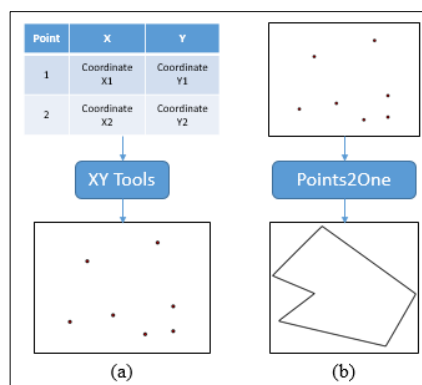 Point X Y
1 Coordinate X1 Coordinate Y1
2 Coordinate X2 Coordinate Y2
XY Tools
(a)
Points2One
(b)